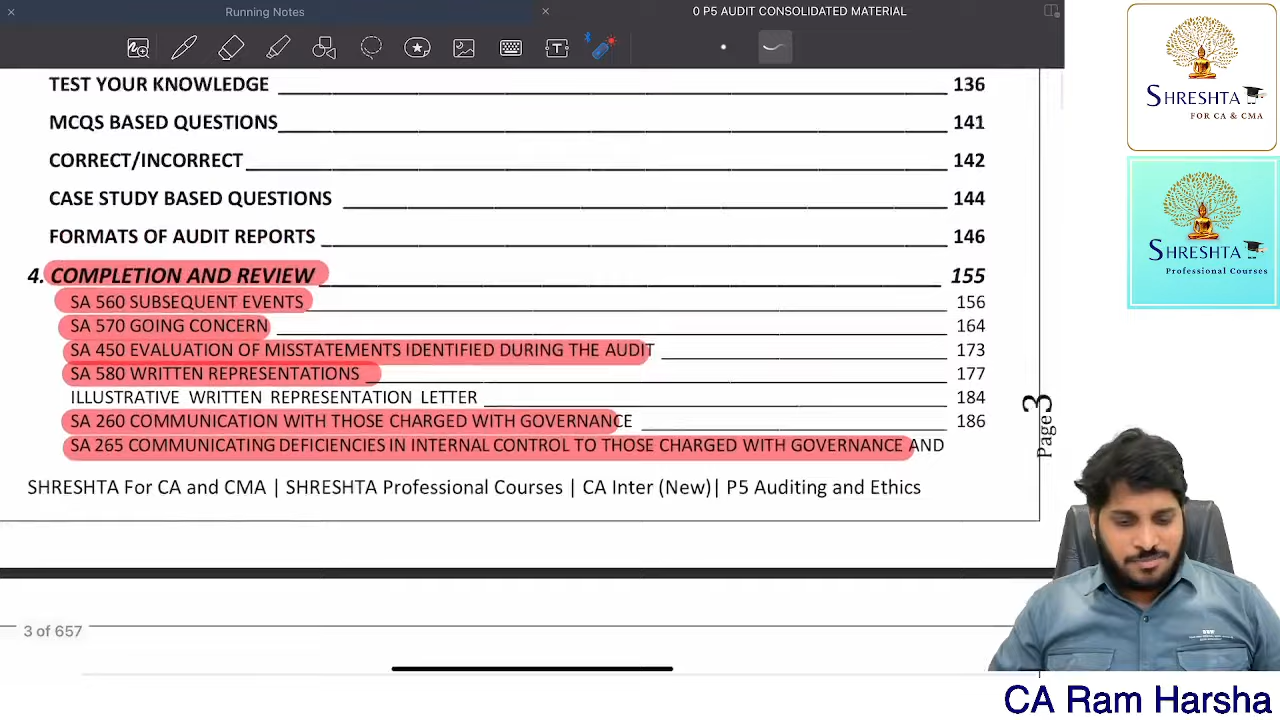 Running Notes
0 P5 AUDIT CONSOLIDATED MATERIAL
TEST YOUR KNOWLEDGE 136
MCQS BASED QUESTIONS 141
CORRECT/INCORRECT 142
CASE STUDY BASED QUESTIONS 144
FORMATS OF AUDIT REPORTS 146
4. COMPLETION AND REVIEW 155
SA 560 SUBSEQUENT EVENTS 156
SA 570 GOING CONCERN 164
SA 450 EVALUATION OF MISSTATEMENTS IDENTIFIED DURING THE AUDIT 173
SA 580 WRITTEN REPRESENTATIONS 177
ILLUSTRATIVE WRITTEN REPRESENTATION LETTER 184
SA 260 COMMUNICATION WITH THOSE CHARGED WITH GOVERNANCE 186
SA 265 COMMUNICATING DEFICIENCIES IN INTERNAL CONTROL TO THOSE CHARGED WITH GOVERNANCE AND
Page 3
SHRESHTA For CA and CMA | SHRESHTA Professional Courses | CA Inter (New)| P5 Auditing and Ethics
3 of 657
SHRESHTA
FOR CA & CMA
SHRESHTA
Professional Courses
CA Ram Harsha